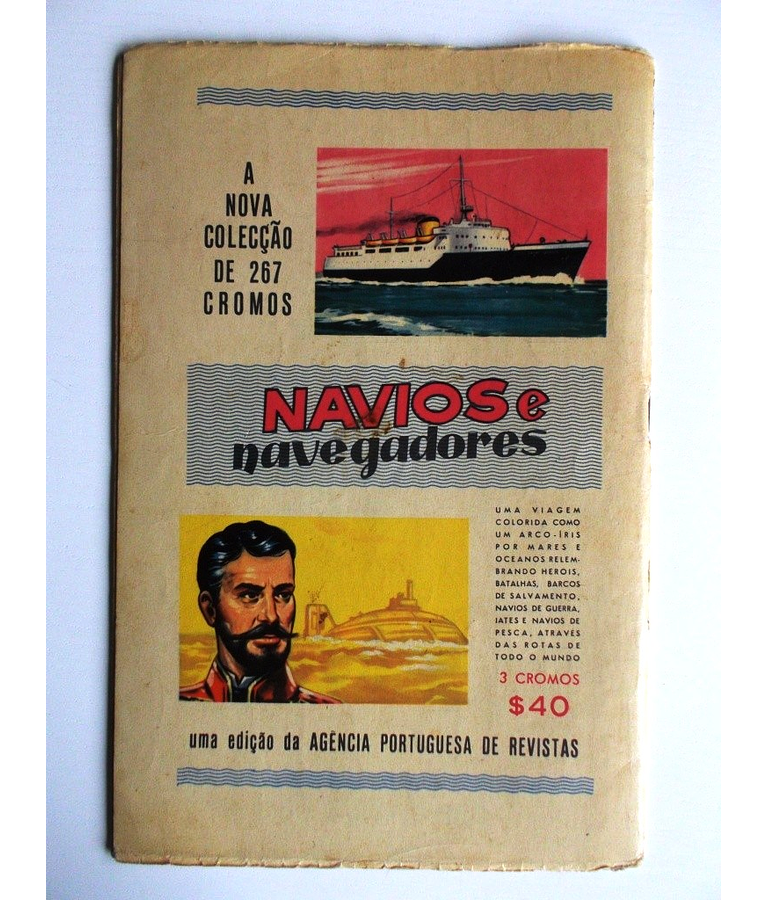 A
NOVA
COLECÇÃO
DE 267
CROMOS
NAVIOS e
navegadores
UMA VIAGEM
COLORIDA COMO
UM ARCO-ÍRIS
POR MARES E
OCEANOS RELEM-
BRANDO HEROIS,
BATALHAS, BARCOS
DE SALVAMENTO,
NAVIOS DE GUERRA,
IATES E NAVIOS DE
PESCA, ATRAVÉS
DAS ROTAS DE
TODO O MUNDO
3 CROMOS
$40
uma edição da AGÊNCIA PORTUGUESA DE REVISTAS